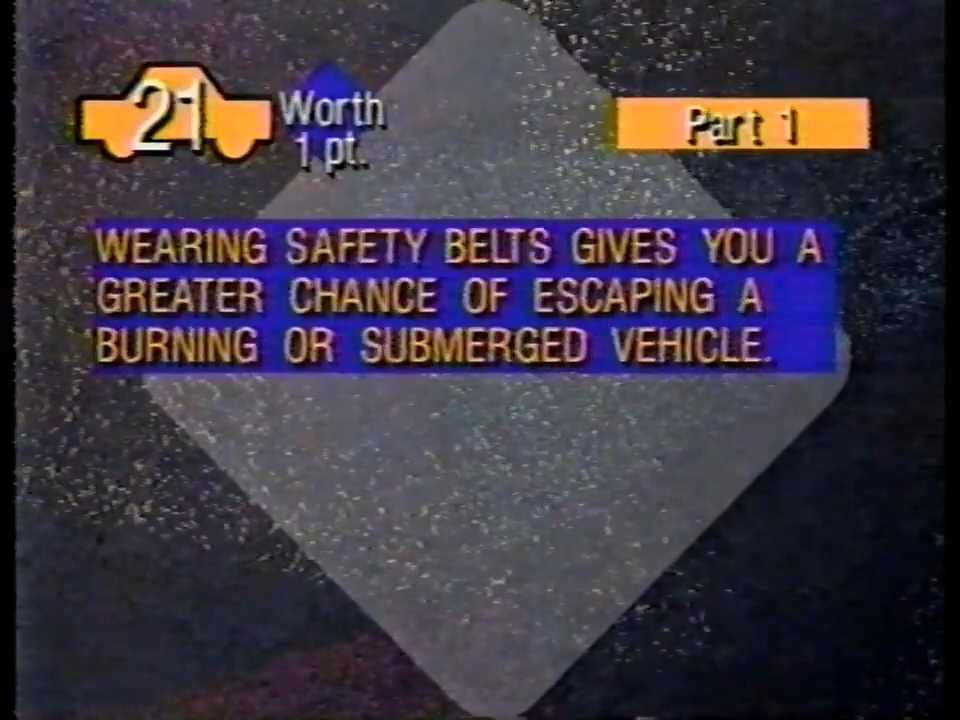 21
Worth
1 pt.
Part 1
WEARING SAFETY BELTS GIVES YOU A
GREATER CHANCE OF ESCAPING A
BURNING OR SUBMERGED VEHICLE.